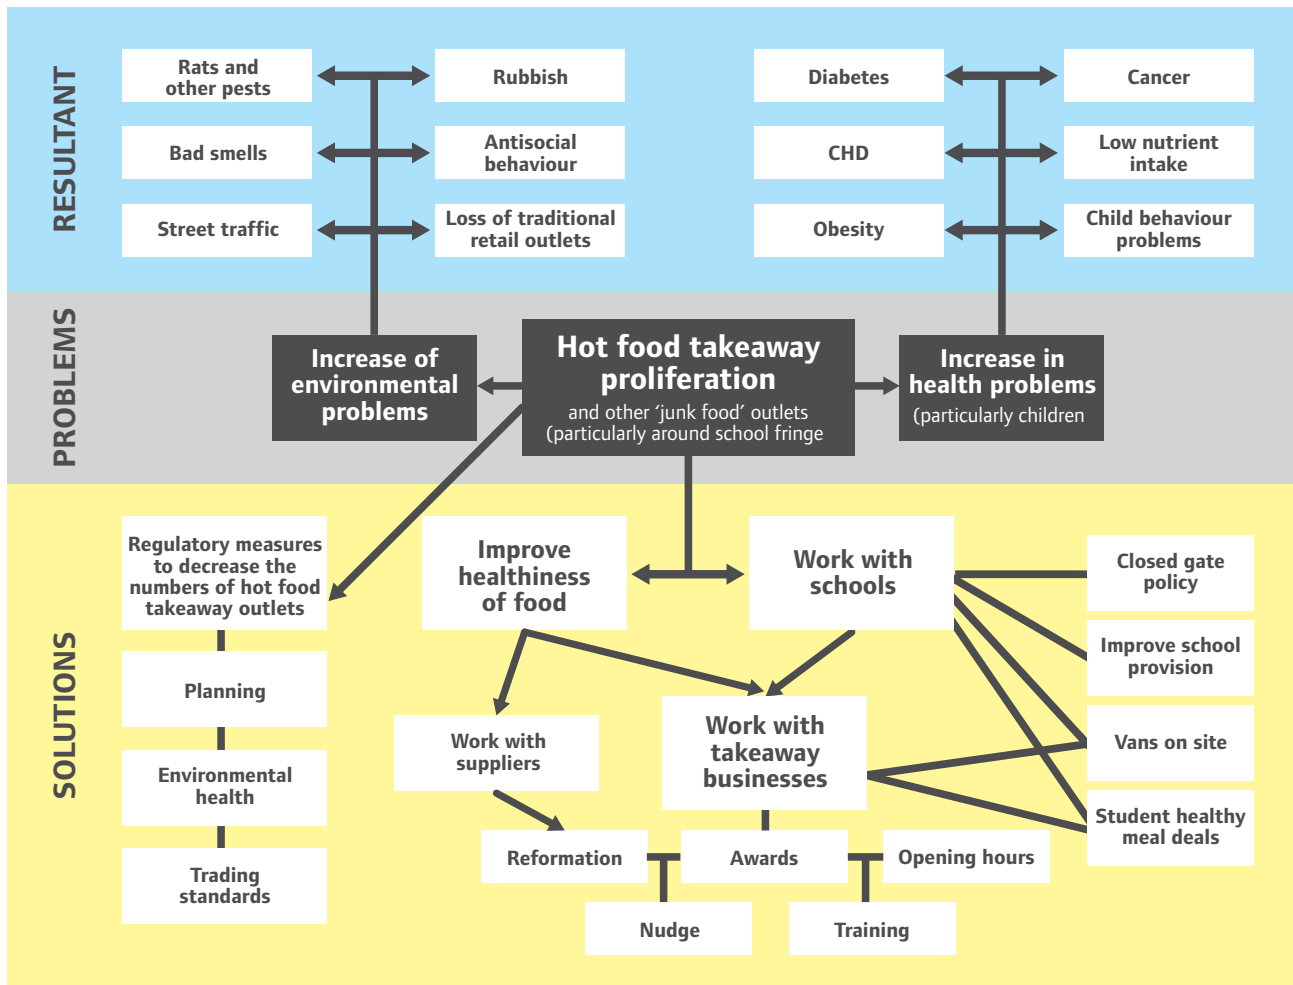 RESULTANT
Rats and
other pests
Rubbish
Diabetes
Cancer
Bad smells
Antisocial
behaviour
CHD
Low nutrient
intake
Street traffic
Loss of traditional
retail outlets
Obesity
Child behaviour
problems
PROBLEMS
Increase of
environmental
problems
Hot food takeaway
proliferation
and other ‘junk food’ outlets
(particularly around school fringe
Increase in
health problems
(particularly children
SOLUTIONS
Regulatory measures
to decrease the
numbers of hot food
takeaway outlets
Improve
healthiness
of food
Work with
schools
Closed gate
policy
Improve school
provision
Planning
Work with
suppliers
Work with
takeaway
businesses
Vans on site
Environmental
health
Student healthy
meal deals
Trading
standards
Reformation
Awards
Opening hours
Nudge
Training